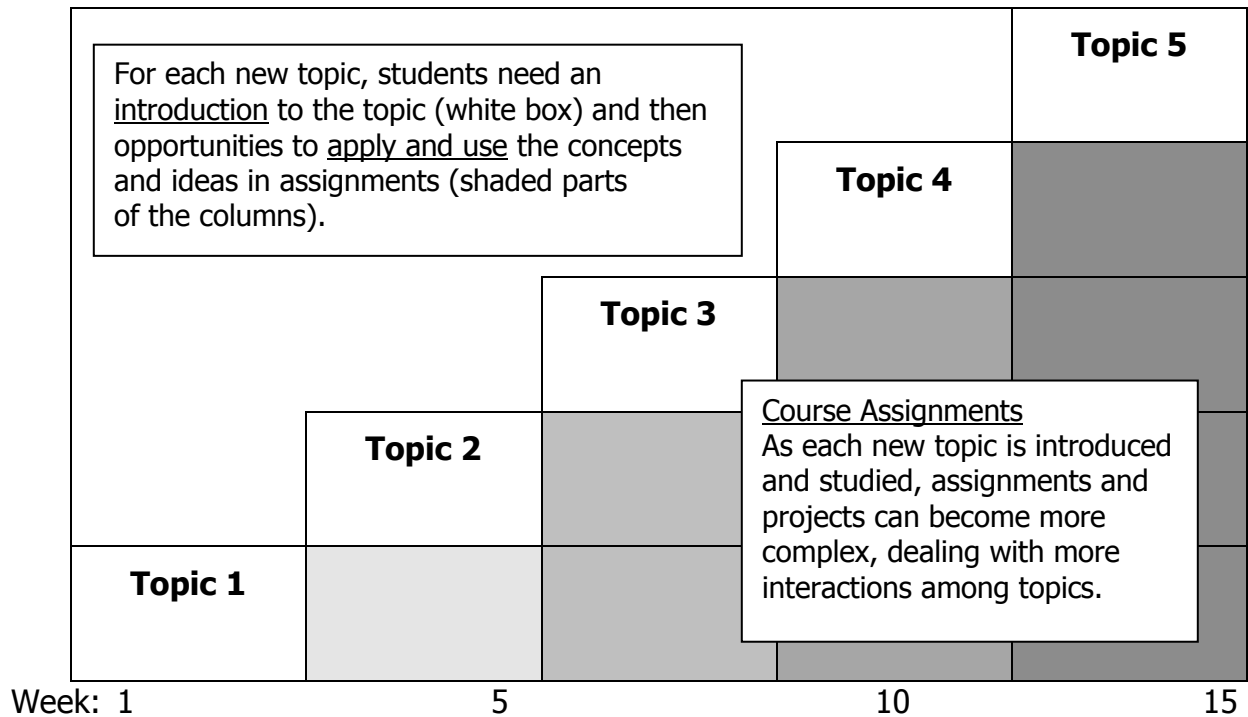 Topic 5
For each new topic, students need an
introduction to the topic (white box) and then
opportunities to apply and use the concepts
and ideas in assignments (shaded parts
of the columns).
Topic 4
Topic 3
Course Assignments
As each new topic is introduced
and studied, assignments and
projects can become more
complex, dealing with more
interactions among topics.
Topic 2
Topic 1
Week: 1 5 10 15